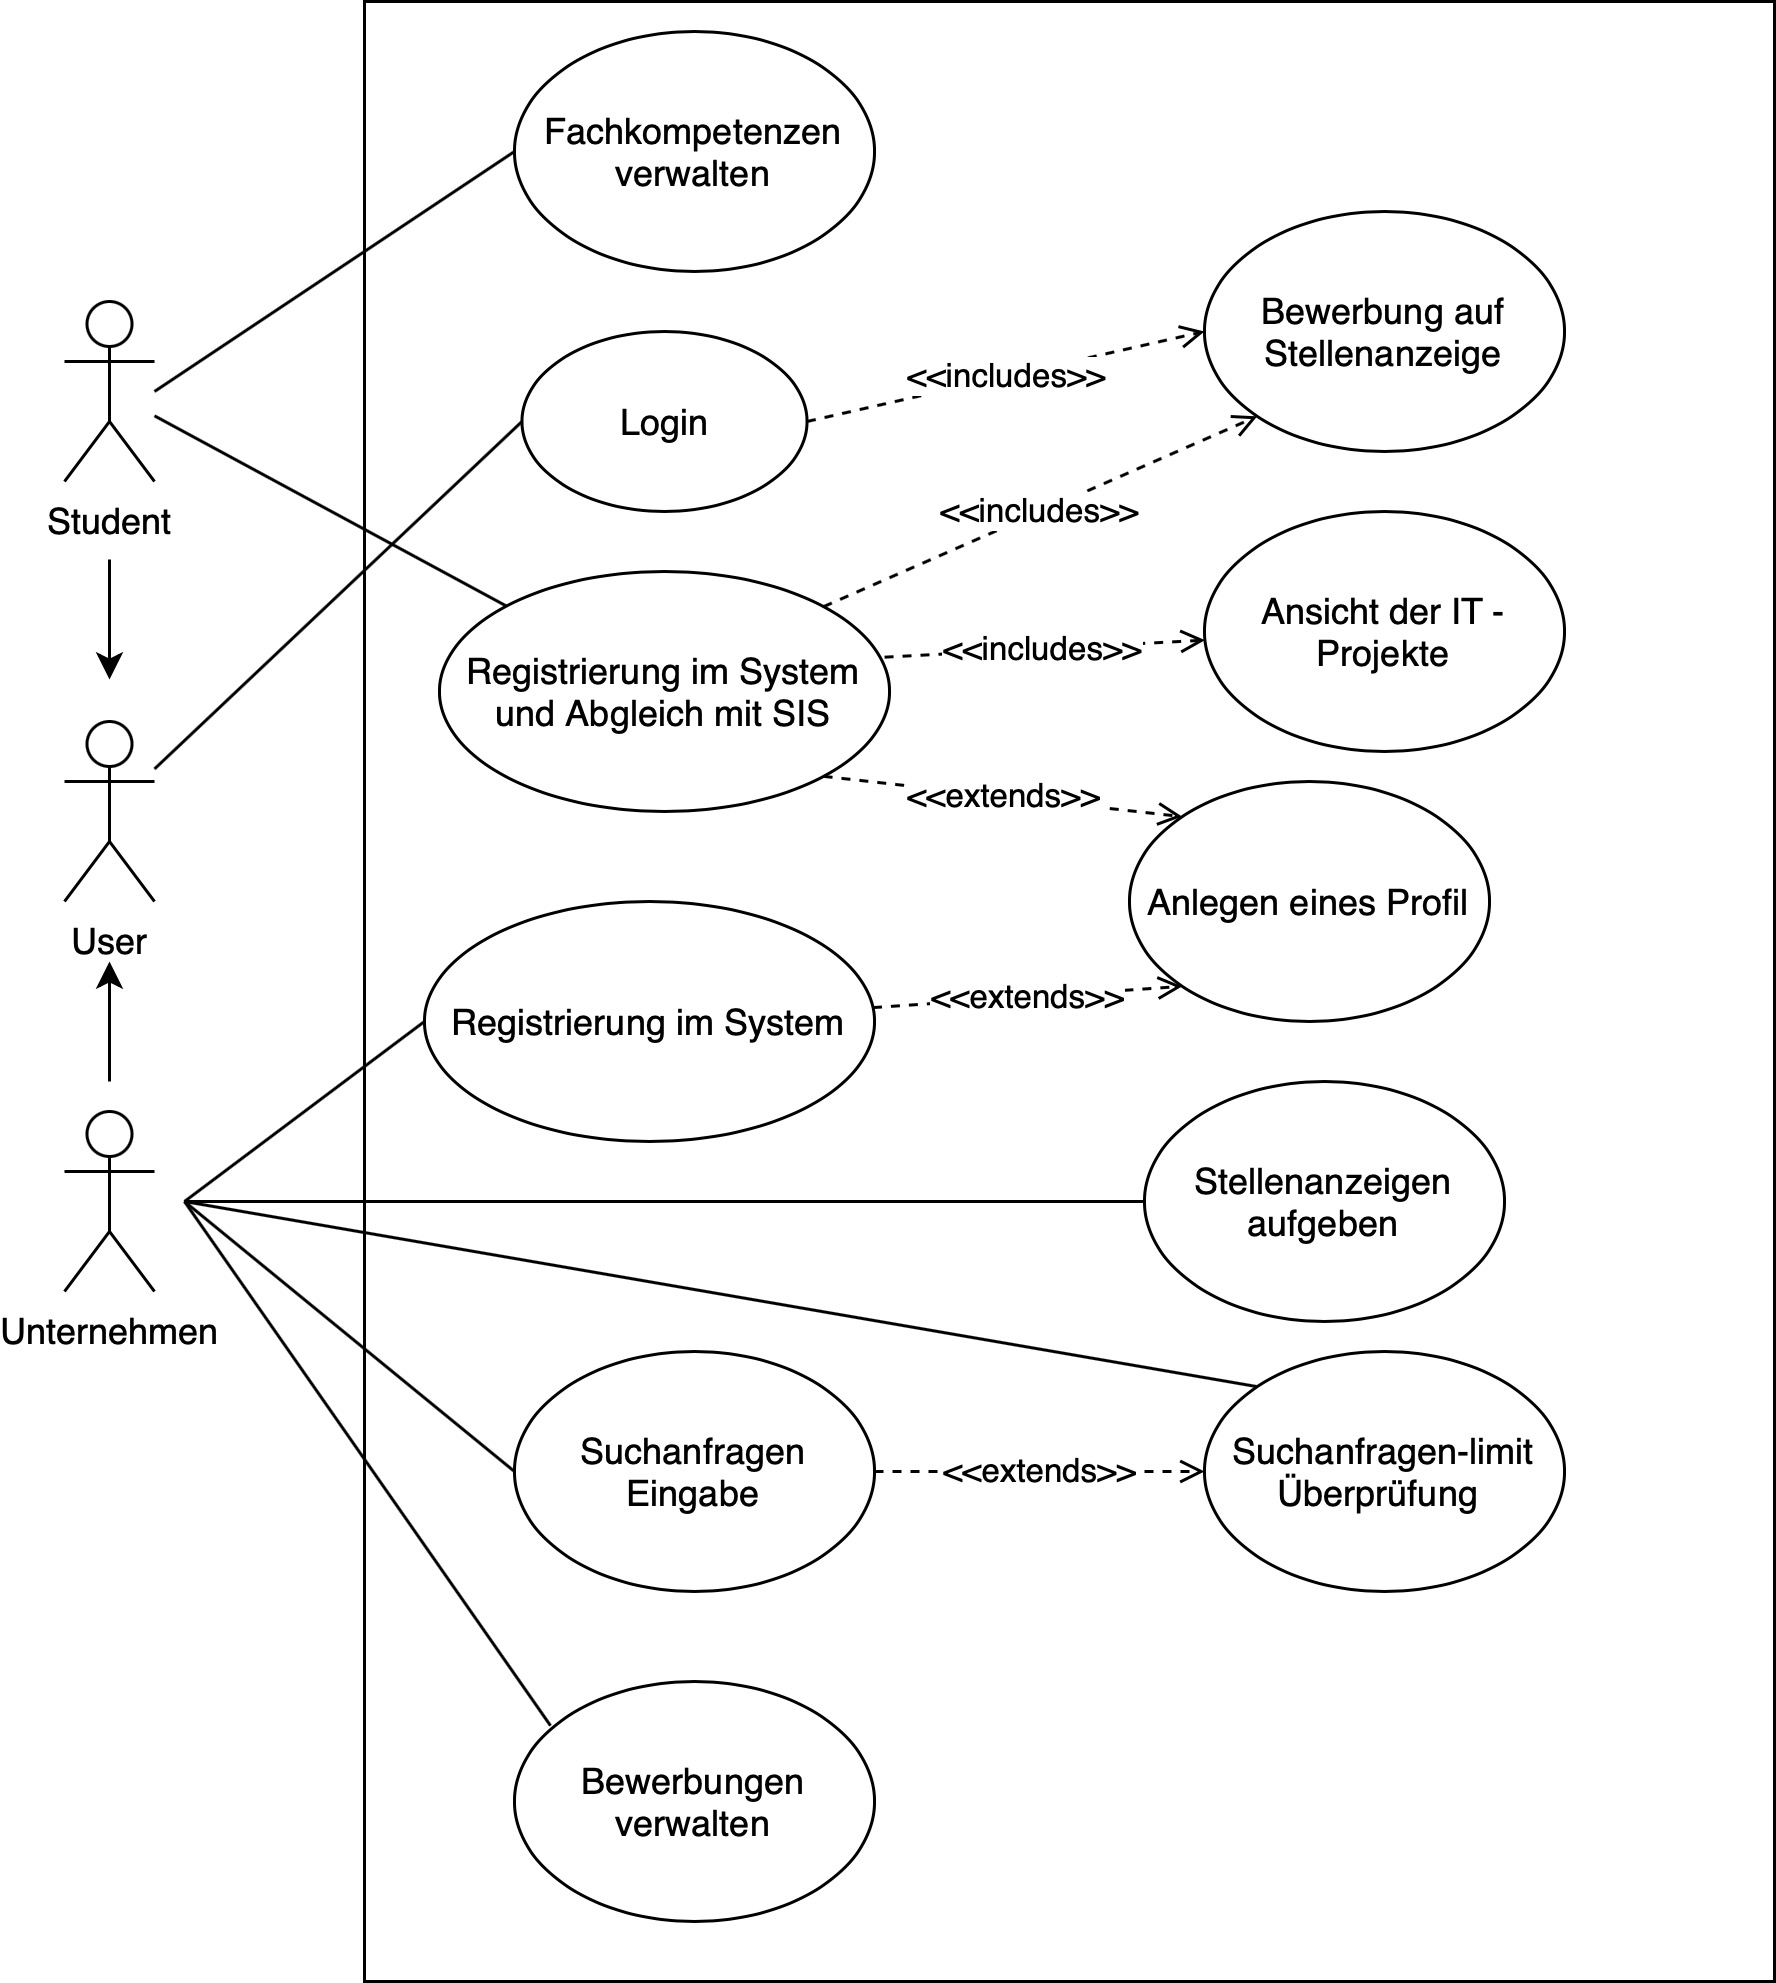 Fachkompetenzen
verwalten
Bewerbung auf
Stellenanzeige
<<includes>>
Login
<<includes>>
Student
Ansicht der IT -
Projekte
<<includes>>
Registrierung im System
und Abgleich mit SIS
<<extends>>
Anlegen eines Profil
User
<<extends>>
Registrierung im System
Stellenanzeigen
aufgeben
Unternehmen
Suchanfragen
Eingabe
<<extends>>
Suchanfragen-limit
Überprüfung
Bewerbungen
verwalten